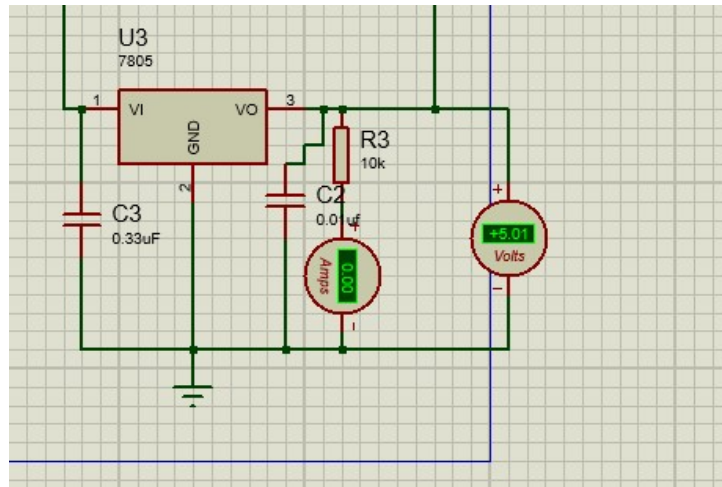 U3
7805
1
VI
VO
3
GND
2
R3
10k
C2
0.01uf
C3
0.33uF
+
Amps
0.00
-
+
+5.01
Volts
-